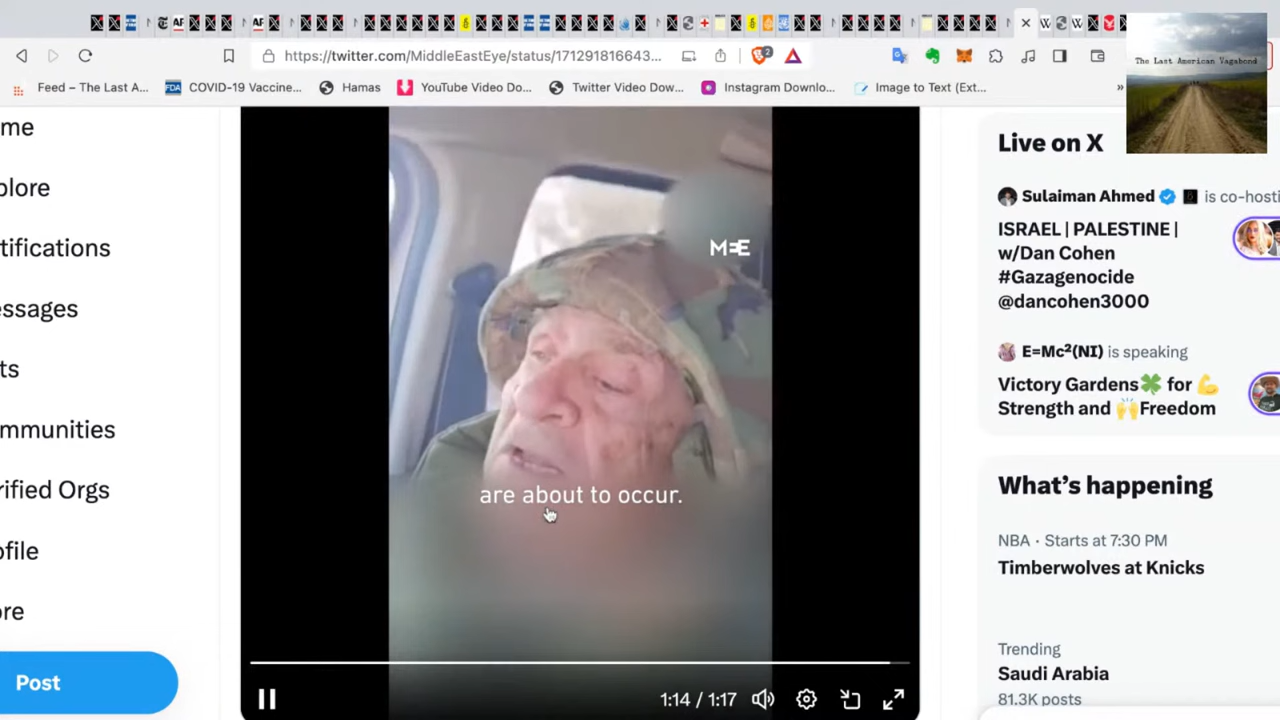 https://twitter.com/MiddleEastEye/status/171291816643...
2
Feed – The Last A...
FDA
COVID-19 Vaccine...
Hamas
YouTube Video Do...
Twitter Video Dow...
Instagram Downlo...
Image to Text (Ext...
»
The Last American Vagabond
me
plore
tifications
essages
ts
mmunities
rified Orgs
ofile
ore
Post
MEE
are about to occur.
1:14 / 1:17
Live on X
Sulaiman Ahmed is co-hosti
ISRAEL | PALESTINE |
w/Dan Cohen
#Gazagenocide
@dancohen3000
E=Mc²(NI) is speaking
Victory Gardens🍀 for 💪
Strength and 🙌Freedom
What's happening
NBA · Starts at 7:30 PM
Timberwolves at Knicks
Trending
Saudi Arabia
81.3K posts